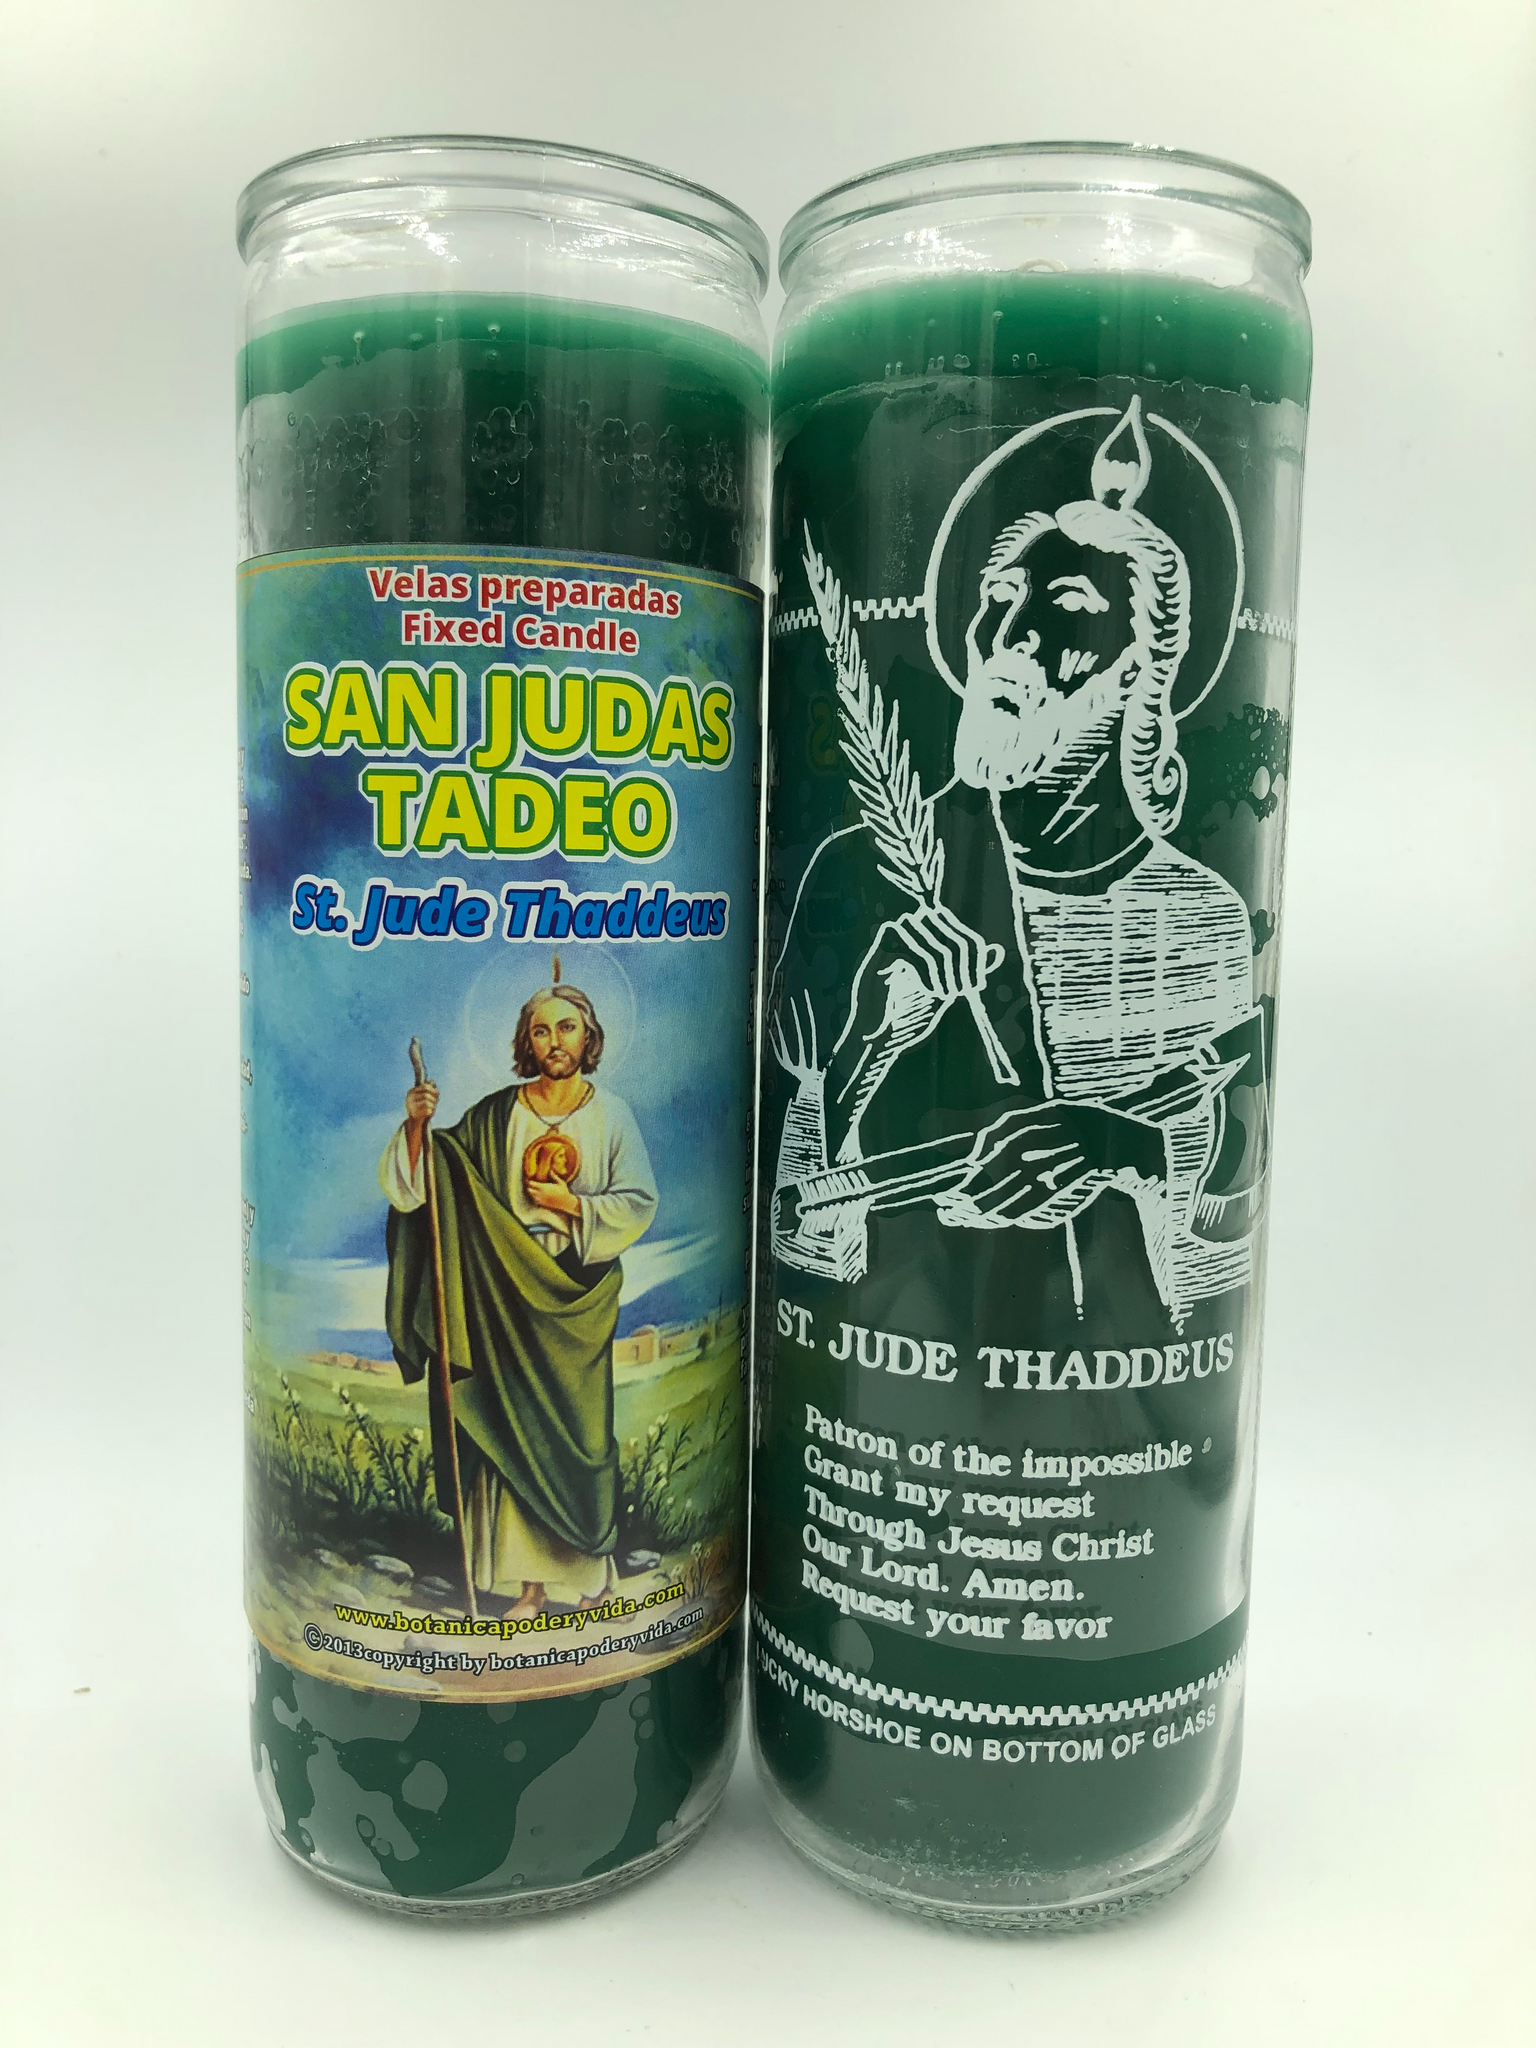 Velas preparadas
Fixed Candle
SAN JUDAS
TADEO
St. Jude Thaddeus
www.botanicapoderyvida.com
©2013copyright by botanicapoderyvida.com
ST. JUDE THADDEUS
Patron of the impossible
Grant my request
Through Jesus Christ
Our Lord. Amen.
Request your favor
LUCKY HORSHOE ON BOTTOM OF GLASS